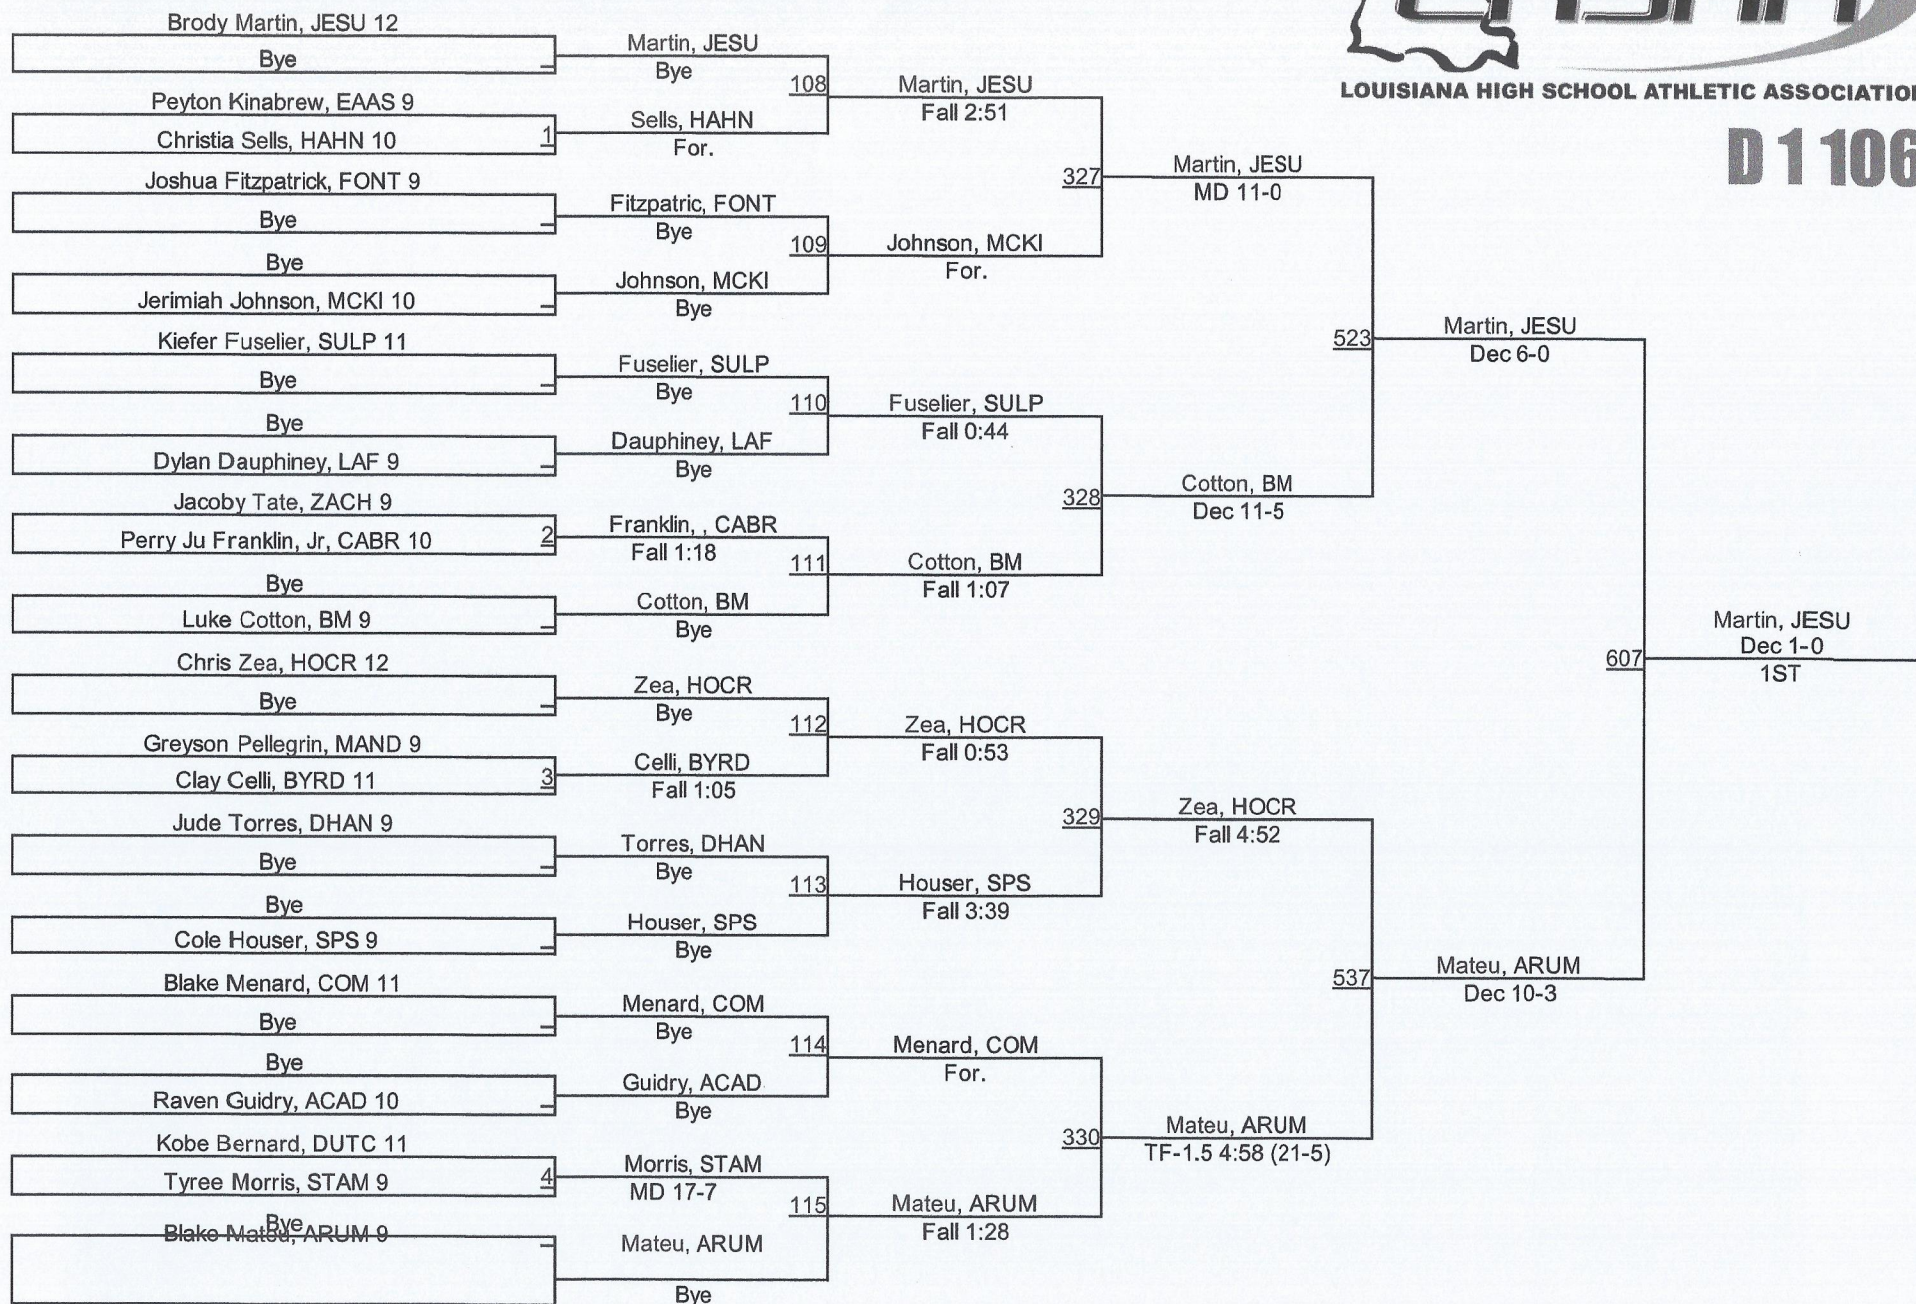 LOUISIANA HIGH SCHOOL ATHLETIC ASSOCIATION
D 1 106
Brody Martin, JESU 12
Bye
Peyton Kinabrew, EAAS 9
Christia Sells, HAHN 10
1
Joshua Fitzpatrick, FONT 9
Bye
Bye
Jerimiah Johnson, MCKI 10
Kiefer Fuselier, SULP 11
Bye
Bye
Dylan Dauphiney, LAF 9
Jacoby Tate, ZACH 9
Perry Ju Franklin, Jr, CABR 10
2
Bye
Luke Cotton, BM 9
Chris Zea, HOCR 12
Bye
Greyson Pellegrin, MAND 9
Clay Celli, BYRD 11
3
Jude Torres, DHAN 9
Bye
Bye
Cole Houser, SPS 9
Blake Menard, COM 11
Bye
Bye
Raven Guidry, ACAD 10
Kobe Bernard, DUTC 11
Tyree Morris, STAM 9
4
Bye
Blake Mateu, ARUM 9
Martin, JESU
Bye
108
Sells, HAHN
For.
Fitzpatric, FONT
Bye
109
Johnson, MCKI
Bye
Fuselier, SULP
Bye
110
Dauphiney, LAF
Bye
Franklin, , CABR
Fall 1:18
111
Cotton, BM
Bye
Zea, HOCR
Bye
112
Celli, BYRD
Fall 1:05
Torres, DHAN
Bye
113
Houser, SPS
Bye
Menard, COM
Bye
114
Guidry, ACAD
Bye
Morris, STAM
MD 17-7
115
Mateu, ARUM
Bye
Martin, JESU
Fall 2:51
327
Johnson, MCKI
For.
Fuselier, SULP
Fall 0:44
328
Cotton, BM
Fall 1:07
Zea, HOCR
Fall 0:53
329
Houser, SPS
Fall 3:39
Menard, COM
For.
330
Mateu, ARUM
Fall 1:28
Martin, JESU
MD 11-0
523
Cotton, BM
Dec 11-5
Zea, HOCR
Fall 4:52
537
Mateu, ARUM
TF-1.5 4:58 (21-5)
Martin, JESU
Dec 6-0
607
Mateu, ARUM
Dec 10-3
Martin, JESU
Dec 1-0
1ST